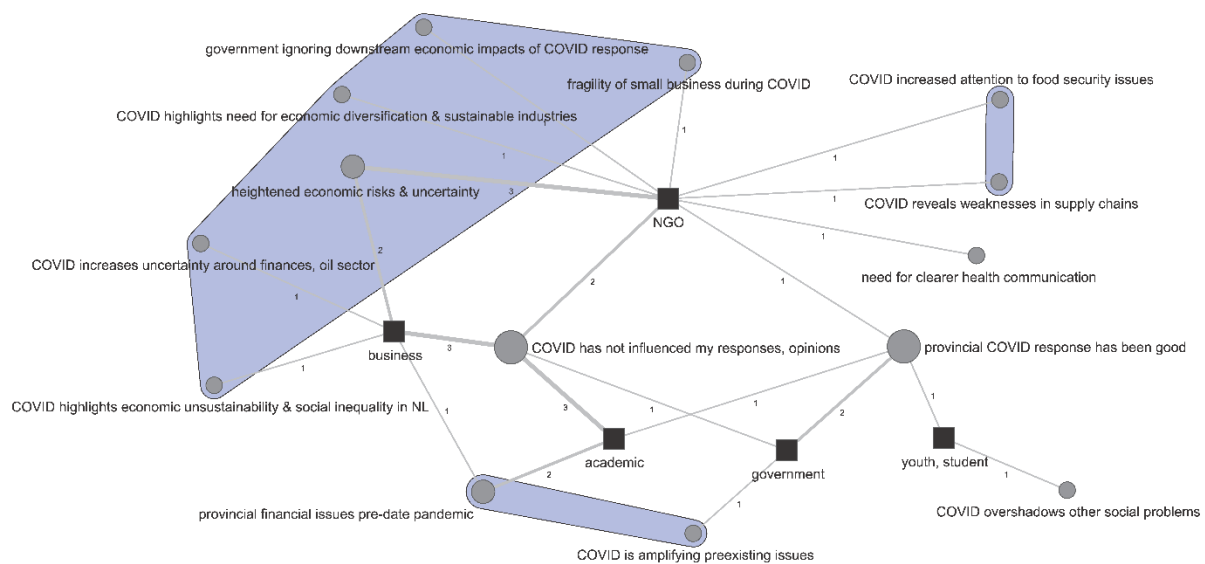 government ignoring downstream economic impacts of COVID response
fragility of small business during COVID
COVID increased attention to food security issues
COVID highlights need for economic diversification & sustainable industries
1
1
1
1
heightened economic risks & uncertainty
3
1
COVID reveals weaknesses in supply chains
NGO
2
1
COVID increases uncertainty around finances, oil sector
need for clearer health communication
1
2
1
business
3
COVID has not influenced my responses, opinions
provincial COVID response has been good
1
COVID highlights economic unsustainability & social inequality in NL
1
3
1
1
2
1
academic
government
youth, student
2
1
1
provincial financial issues pre-date pandemic
COVID overshadows other social problems
COVID is amplifying preexisting issues